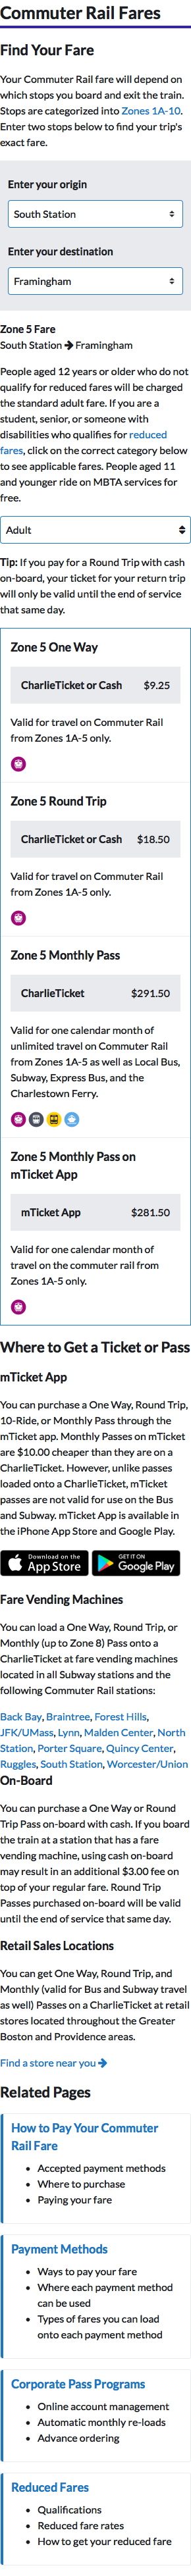 Commuter Rail Fares
Find Your Fare
Your Commuter Rail fare will depend on
which stops you board and exit the train.
Stops are categorized into Zones 1A-10.
Enter two stops below to find your trip's
exact fare.
Enter your origin
South Station
Enter your destination
Framingham
Zone 5 Fare
South Station → Framingham
People aged 12 years or older who do not
qualify for reduced fares will be charged
the standard adult fare. If you are a
student, senior, or someone with
disabilities who qualifies for reduced
fares, click on the correct category below
to see applicable fares. People aged 11
and younger ride on MBTA services for
free.
Adult
Tip: If you pay for a Round Trip with cash
on-board, your ticket for your return trip
will only be valid until the end of service
that same day.
Zone 5 One Way
CharlieTicket or Cash $9.25
Valid for travel on Commuter Rail
from Zones 1A-5 only.
Zone 5 Round Trip
CharlieTicket or Cash $18.50
Valid for travel on Commuter Rail
from Zones 1A-5 only.
Zone 5 Monthly Pass
CharlieTicket $291.50
Valid for one calendar month of
unlimited travel on Commuter Rail
from Zones 1A-5 as well as Local Bus,
Subway, Express Bus, and the
Charlestown Ferry.
Zone 5 Monthly Pass on
mTicket App
mTicket App $281.50
Valid for one calendar month of
travel on the commuter rail from
Zones 1A-5 only.
Where to Get a Ticket or Pass
mTicket App
You can purchase a One Way, Round Trip,
10-Ride, or Monthly Pass through the
mTicket app. Monthly Passes on mTicket
are $10.00 cheaper than they are on a
CharlieTicket. However, unlike passes
loaded onto a CharlieTicket, mTicket
passes are not valid for use on the Bus
and Subway. mTicket App is available in
the iPhone App Store and Google Play.
Download on the
App Store
GET IT ON
Google Play
Fare Vending Machines
You can load a One Way, Round Trip, or
Monthly (up to Zone 8) Pass onto a
CharlieTicket at fare vending machines
located in all Subway stations and the
following Commuter Rail stations:
Back Bay, Braintree, Forest Hills,
JFK/UMass, Lynn, Malden Center, North
Station, Porter Square, Quincy Center,
Ruggles, South Station, Worcester/Union
On-Board
You can purchase a One Way or Round
Trip Pass on-board with cash. If you board
the train at a station that has a fare
vending machine, using cash on-board
may result in an additional $3.00 fee on
top of your regular fare. Round Trip
Passes purchased on-board will be valid
until the end of service that same day.
Retail Sales Locations
You can get One Way, Round Trip, and
Monthly (valid for Bus and Subway travel
as well) Passes on a CharlieTicket at retail
stores located throughout the Greater
Boston and Providence areas.
Find a store near you →
Related Pages
How to Pay Your Commuter
Rail Fare
• Accepted payment methods
• Where to purchase
• Paying your fare
Payment Methods
• Ways to pay your fare
• Where each payment method
can be used
• Types of fares you can load
onto each payment method
Corporate Pass Programs
• Online account management
• Automatic monthly re-loads
• Advance ordering
Reduced Fares
• Qualifications
• Reduced fare rates
• How to get your reduced fare